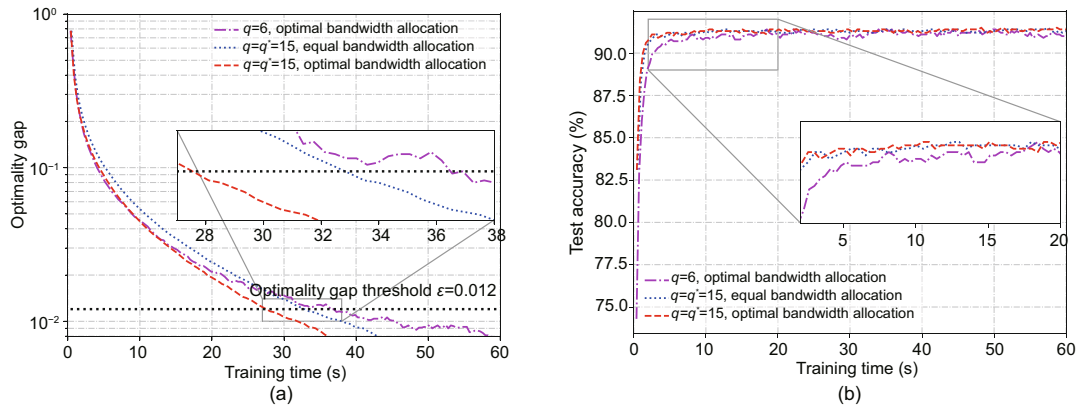 q=6, optimal bandwidth allocation
q=q*=15, equal bandwidth allocation
q=q*=15, optimal bandwidth allocation
Optimality gap
10⁰
10⁻¹
10⁻²
28 30 32 34 36 38
Optimality gap threshold ε=0.012
0 10 20 30 40 50 60
Training time (s)
(a)
Test accuracy (%)
90.0
87.5
85.0
82.5
80.0
77.5
75.0
5 10 15 20
q=6, optimal bandwidth allocation
q=q*=15, equal bandwidth allocation
q=q*=15, optimal bandwidth allocation
0 10 20 30 40 50 60
Training time (s)
(b)